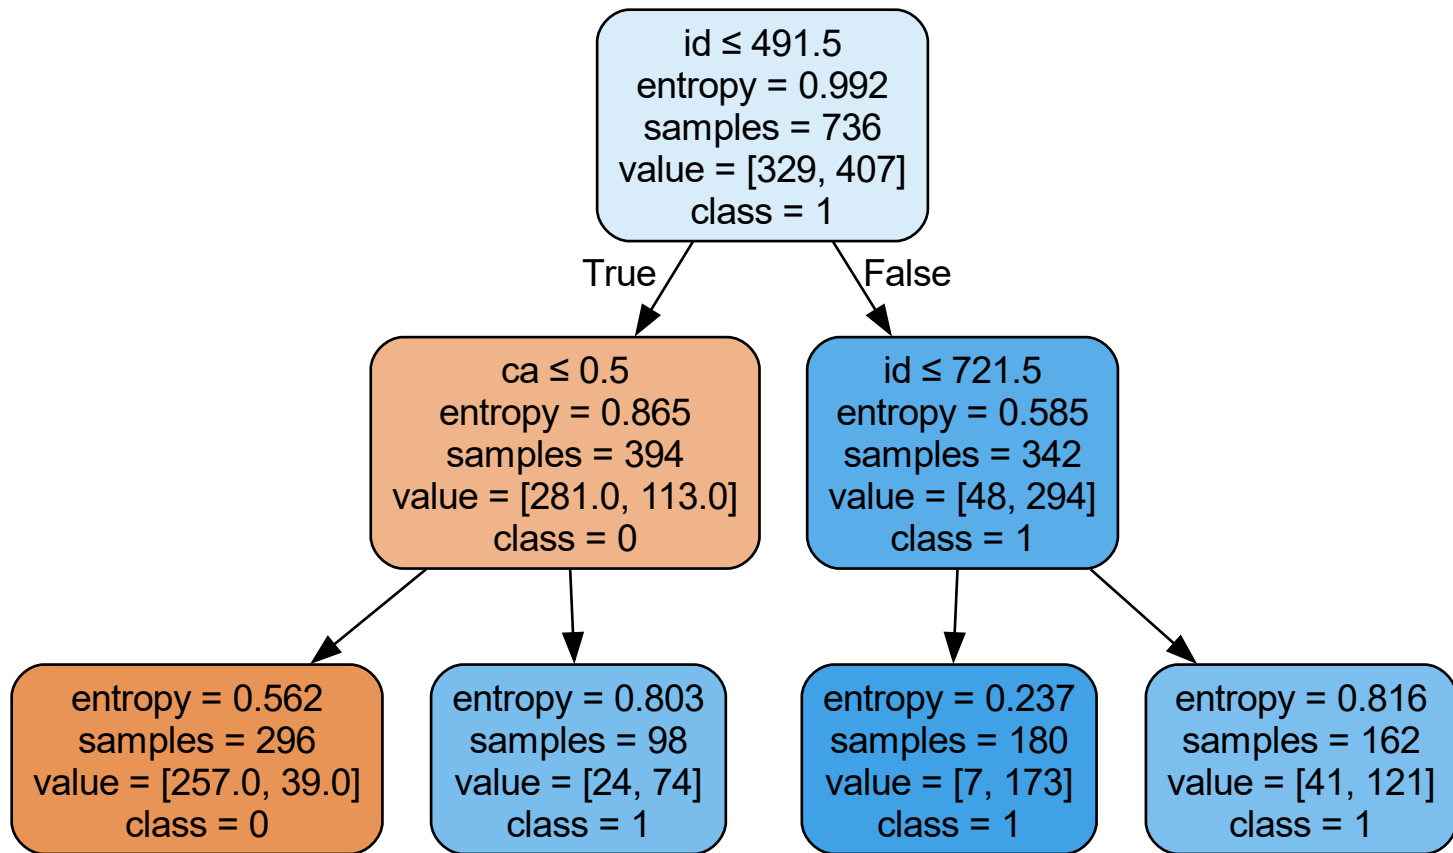 id ≤ 491.5
entropy = 0.992
samples = 736
value = [329, 407]
class = 1
True
False
ca ≤ 0.5
entropy = 0.865
samples = 394
value = [281.0, 113.0]
class = 0
id ≤ 721.5
entropy = 0.585
samples = 342
value = [48, 294]
class = 1
entropy = 0.562
samples = 296
value = [257.0, 39.0]
class = 0
entropy = 0.803
samples = 98
value = [24, 74]
class = 1
entropy = 0.237
samples = 180
value = [7, 173]
class = 1
entropy = 0.816
samples = 162
value = [41, 121]
class = 1